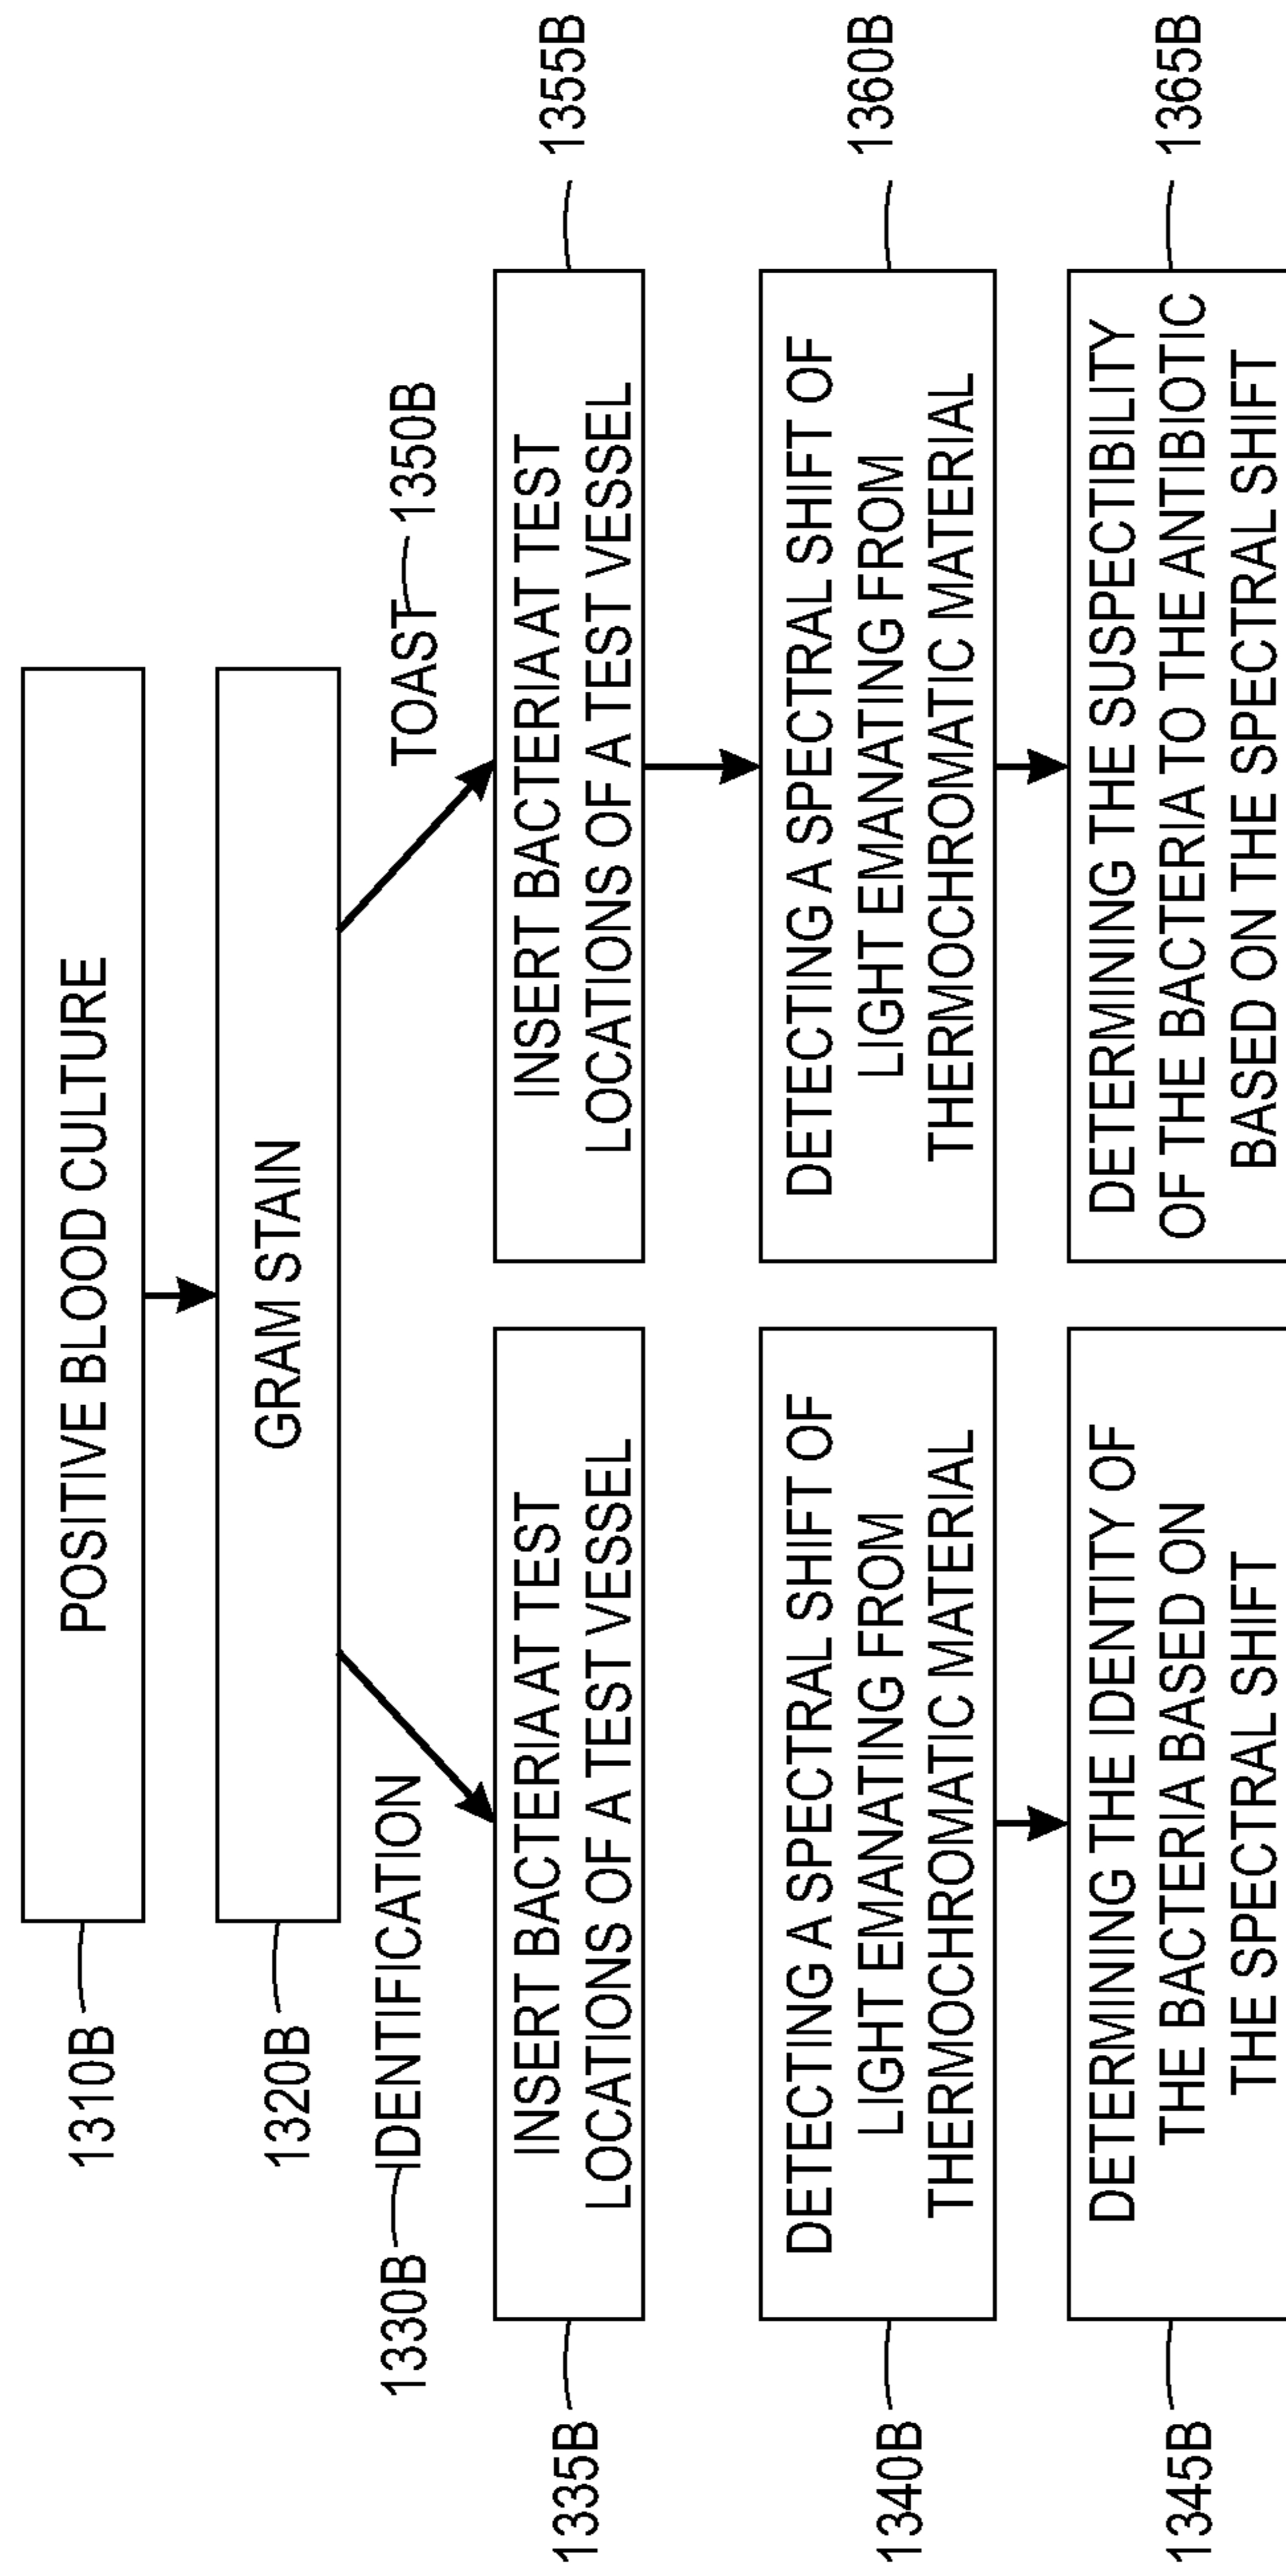 POSITIVE BLOOD CULTURE
1310B
GRAM STAIN
1320B
1330B
IDENTIFICATION
TOAST
1350B
1335B
INSERT BACTERIA AT TEST
LOCATIONS OF A TEST VESSEL
INSERT BACTERIA AT TEST
LOCATIONS OF A TEST VESSEL
1355B
1340B
DETECTING A SPECTRAL SHIFT OF
LIGHT EMANATING FROM
THERMOCHROMATIC MATERIAL
DETECTING A SPECTRAL SHIFT OF
LIGHT EMANATING FROM
THERMOCHROMATIC MATERIAL
1360B
1345B
DETERMINING THE IDENTITY OF
THE BACTERIA BASED ON
THE SPECTRAL SHIFT
DETERMINING THE SUSPECTIBILITY
OF THE BACTERIA TO THE ANTIBIOTIC
BASED ON THE SPECTRAL SHIFT
1365B